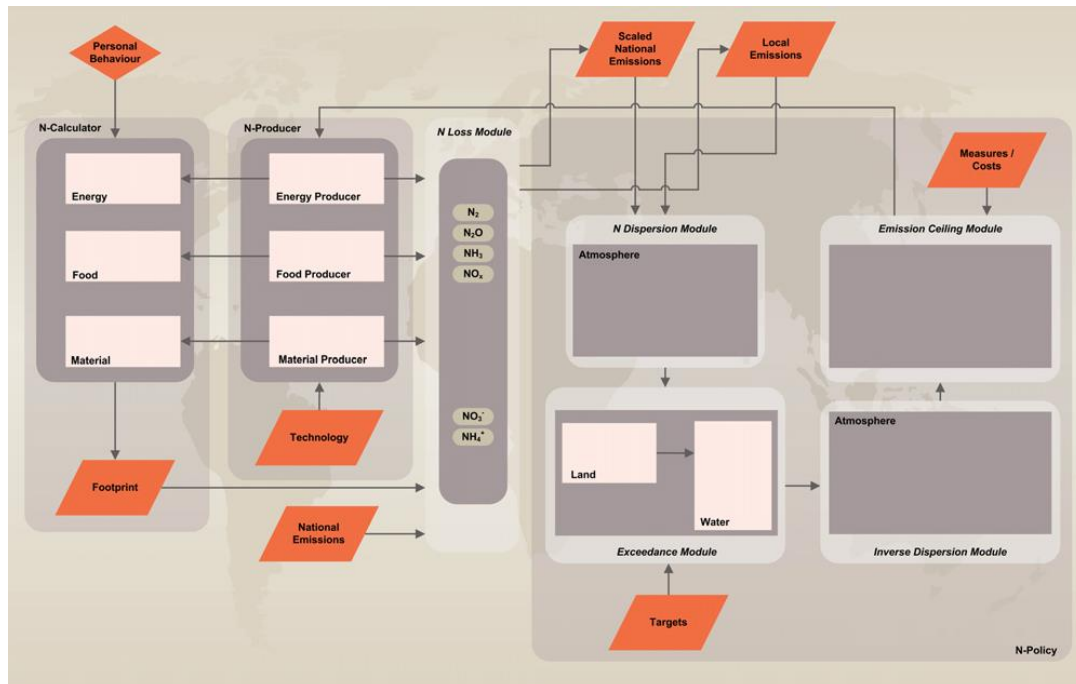 Personal
Behaviour
Scaled
National
Emissions
Local
Emissions
N-Calculator
N-Producer
N Loss Module
Measures /
Costs
Energy
Energy Producer
N₂
N₂O
NH₃
NOₓ
N Dispersion Module
Atmosphere
Emission Ceiling Module
Food
Food Producer
Material
Material Producer
NO₃⁻
NH₄⁺
Technology
Footprint
National
Emissions
Land
Water
Exceedance Module
Atmosphere
Inverse Dispersion Module
Targets
N-Policy